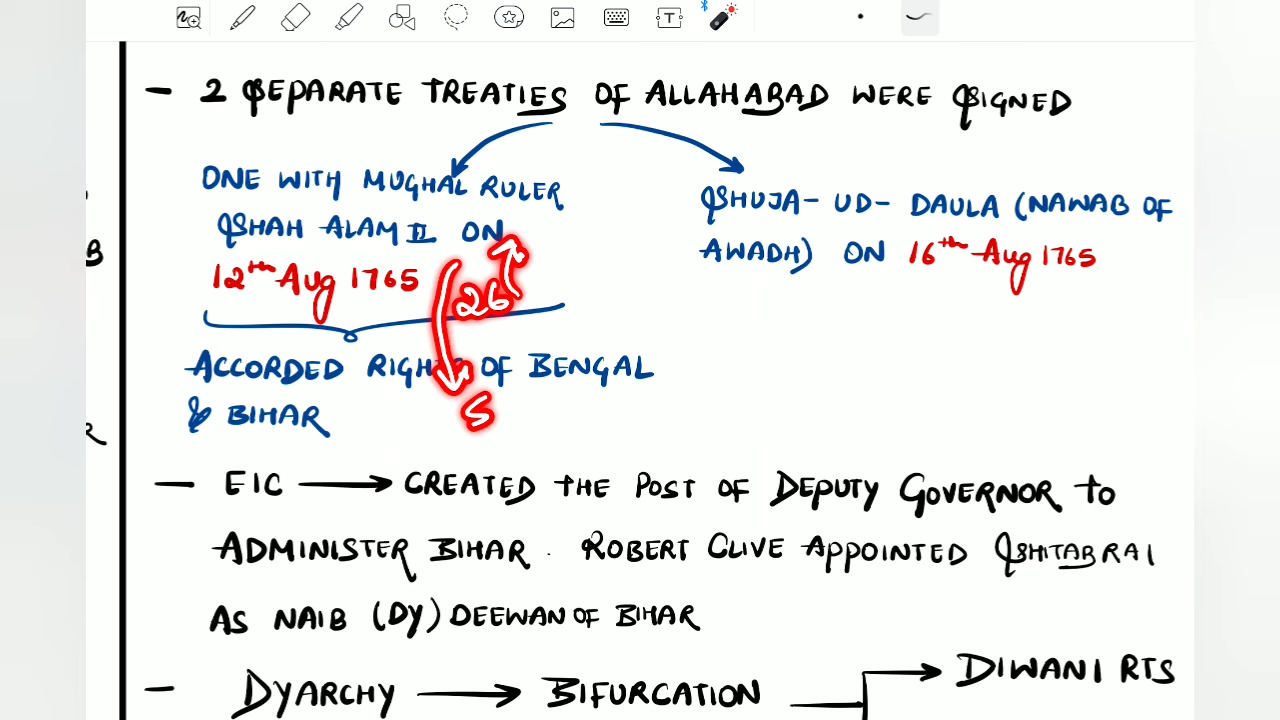 - 2 SEPARATE TREATIES OF ALLAHABAD WERE SIGNED
ONE WITH MUGHAL RULER
SHAH ALAM II ON
12th Aug 1765
26
5
ACCORDED RIGHTS OF BENGAL
& BIHAR
SHUJA-UD-DAULA (NAWAB OF
AWADH) ON 16th Aug 1765
B
R
- EIC → CREATED THE POST OF DEPUTY GOVERNOR TO
ADMINISTER BIHAR. ROBERT CLIVE APPOINTED SHITABRAI
AS NAIB (DY) DEEWAN OF BIHAR
- DYARCHY → BIFURCATION → DIWANI RTS